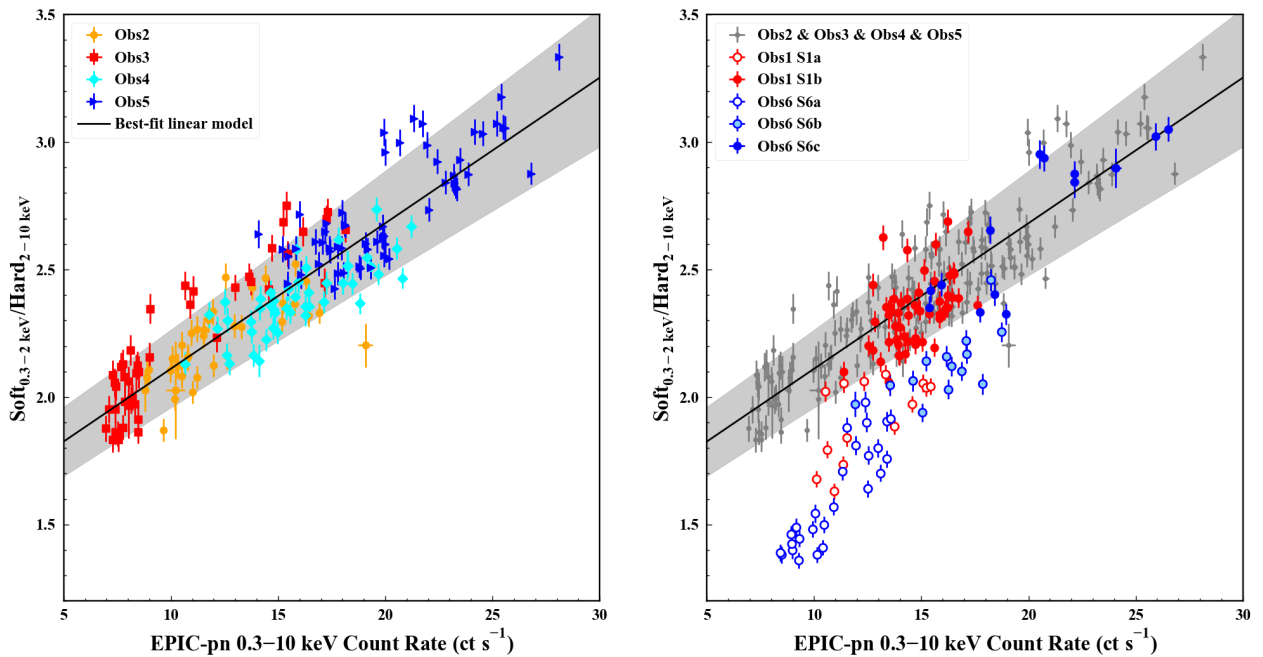 3.5
3.0
2.5
2.0
1.5
Soft0.3−2 keV/Hard2−10 keV
Obs2
Obs3
Obs4
Obs5
Best-fit linear model
5
10
15
20
25
30
EPIC-pn 0.3−10 keV Count Rate (ct s−1)
3.5
3.0
2.5
2.0
1.5
Soft0.3−2 keV/Hard2−10 keV
Obs2 & Obs3 & Obs4 & Obs5
Obs1 S1a
Obs1 S1b
Obs6 S6a
Obs6 S6b
Obs6 S6c
5
10
15
20
25
30
EPIC-pn 0.3−10 keV Count Rate (ct s−1)